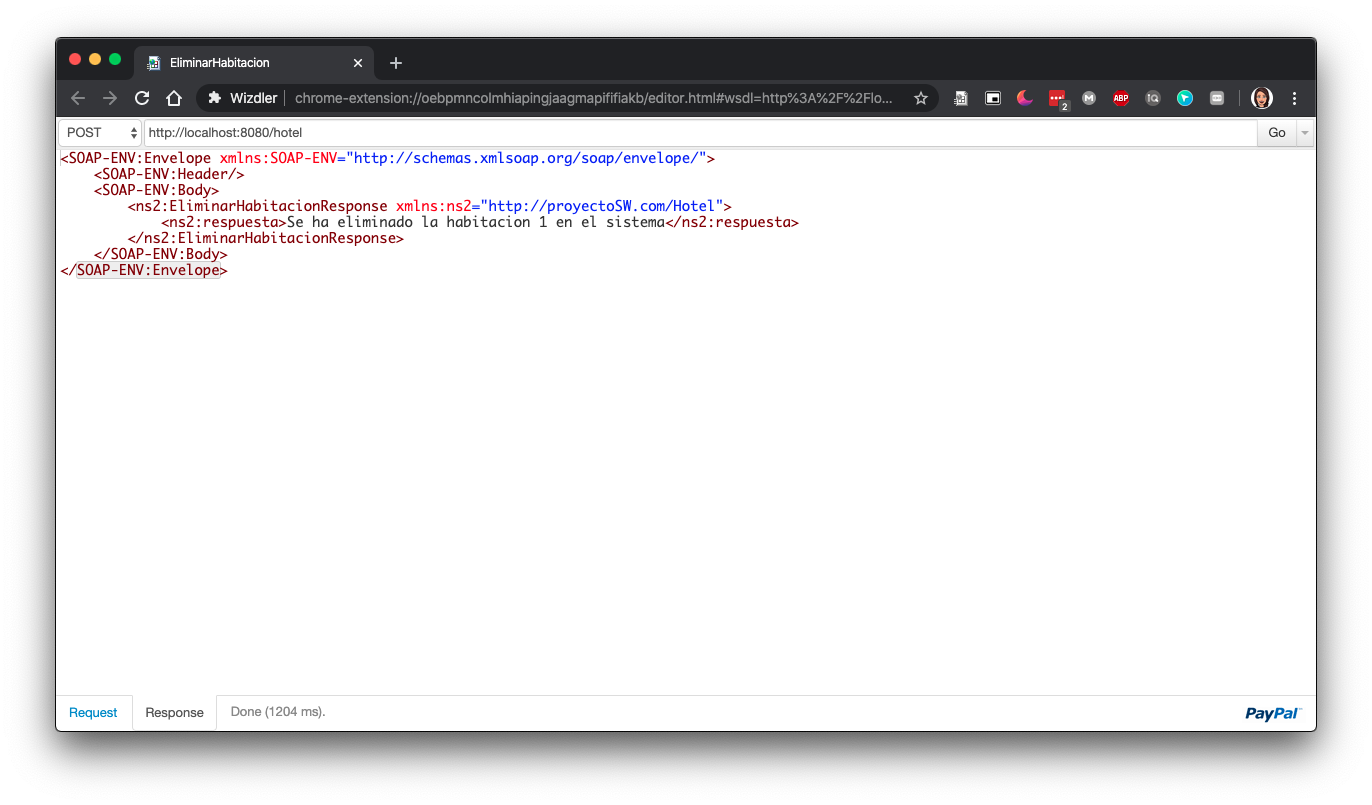 EliminarHabitacion
Wizdler
chrome-extension://oebpmncolmhiapingjaagmapififiakb/editor.html#wsdl=http%3A%2F%2Flo...
2
ABP
POST
http://localhost:8080/hotel
Go
<SOAP-ENV:Envelope xmlns:SOAP-ENV="http://schemas.xmlsoap.org/soap/envelope/">
<SOAP-ENV:Header/>
<SOAP-ENV:Body>
<ns2:EliminarHabitacionResponse xmlns:ns2="http://proyectoSW.com/Hotel">
<ns2:respuesta>Se ha eliminado la habitacion 1 en el sistema</ns2:respuesta>
</ns2:EliminarHabitacionResponse>
</SOAP-ENV:Body>
</SOAP-ENV:Envelope>
Request
Response
Done (1204 ms).
PayPal™